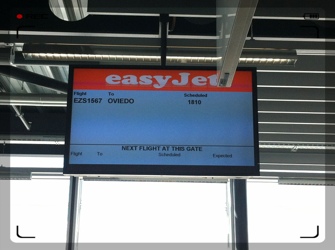 easyJet
Flight To Scheduled
EZS1567 OVIEDO 1910
NEXT FLIGHT AT THIS GATE
Flight To Scheduled Expected